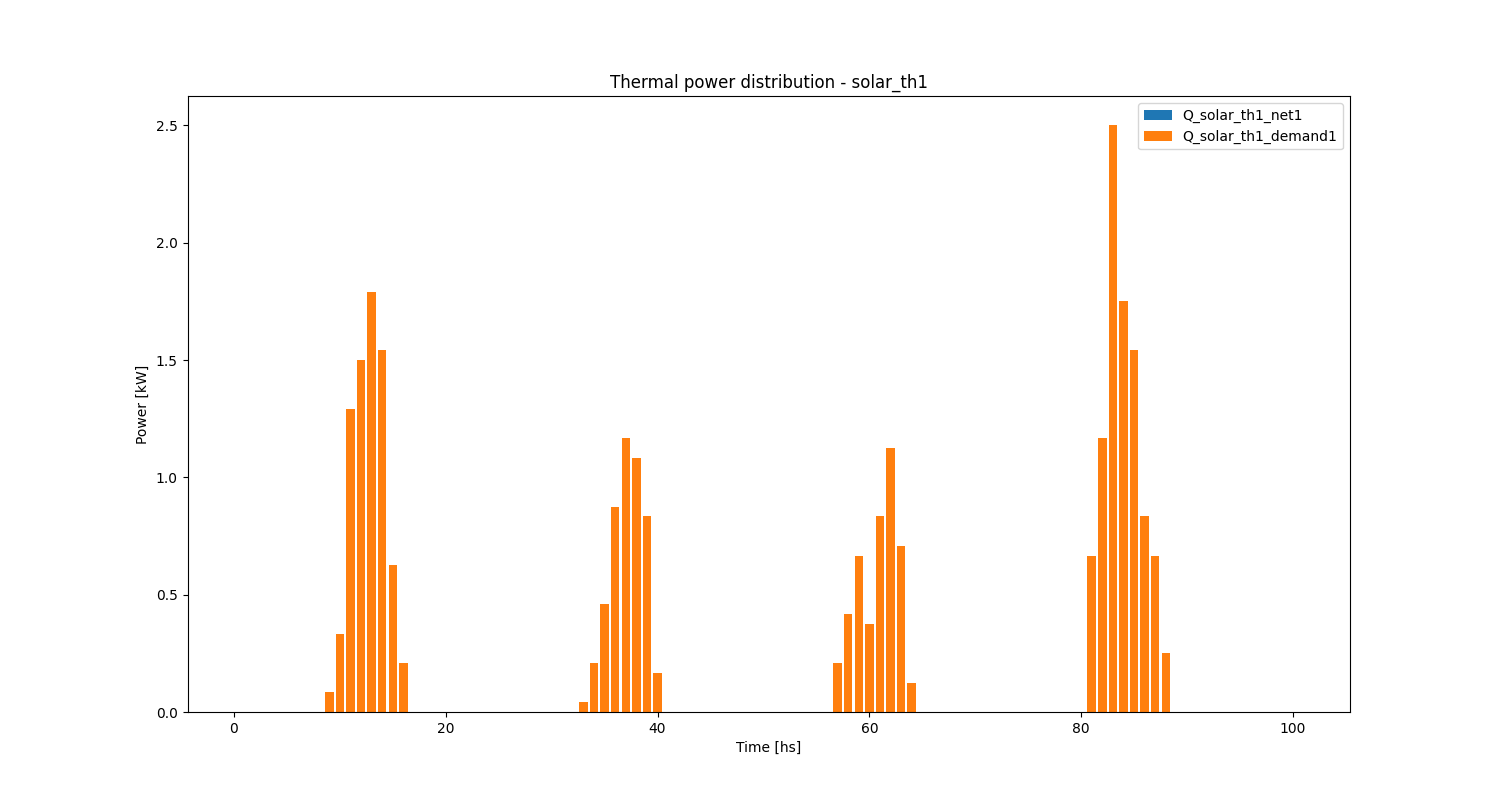 Thermal power distribution - solar_th1
Q_solar_th1_net1
Q_solar_th1_demand1
2.5
2.0
1.5
1.0
0.5
0.0
Power [kW]
0 20 40 60 80 100
Time [hs]